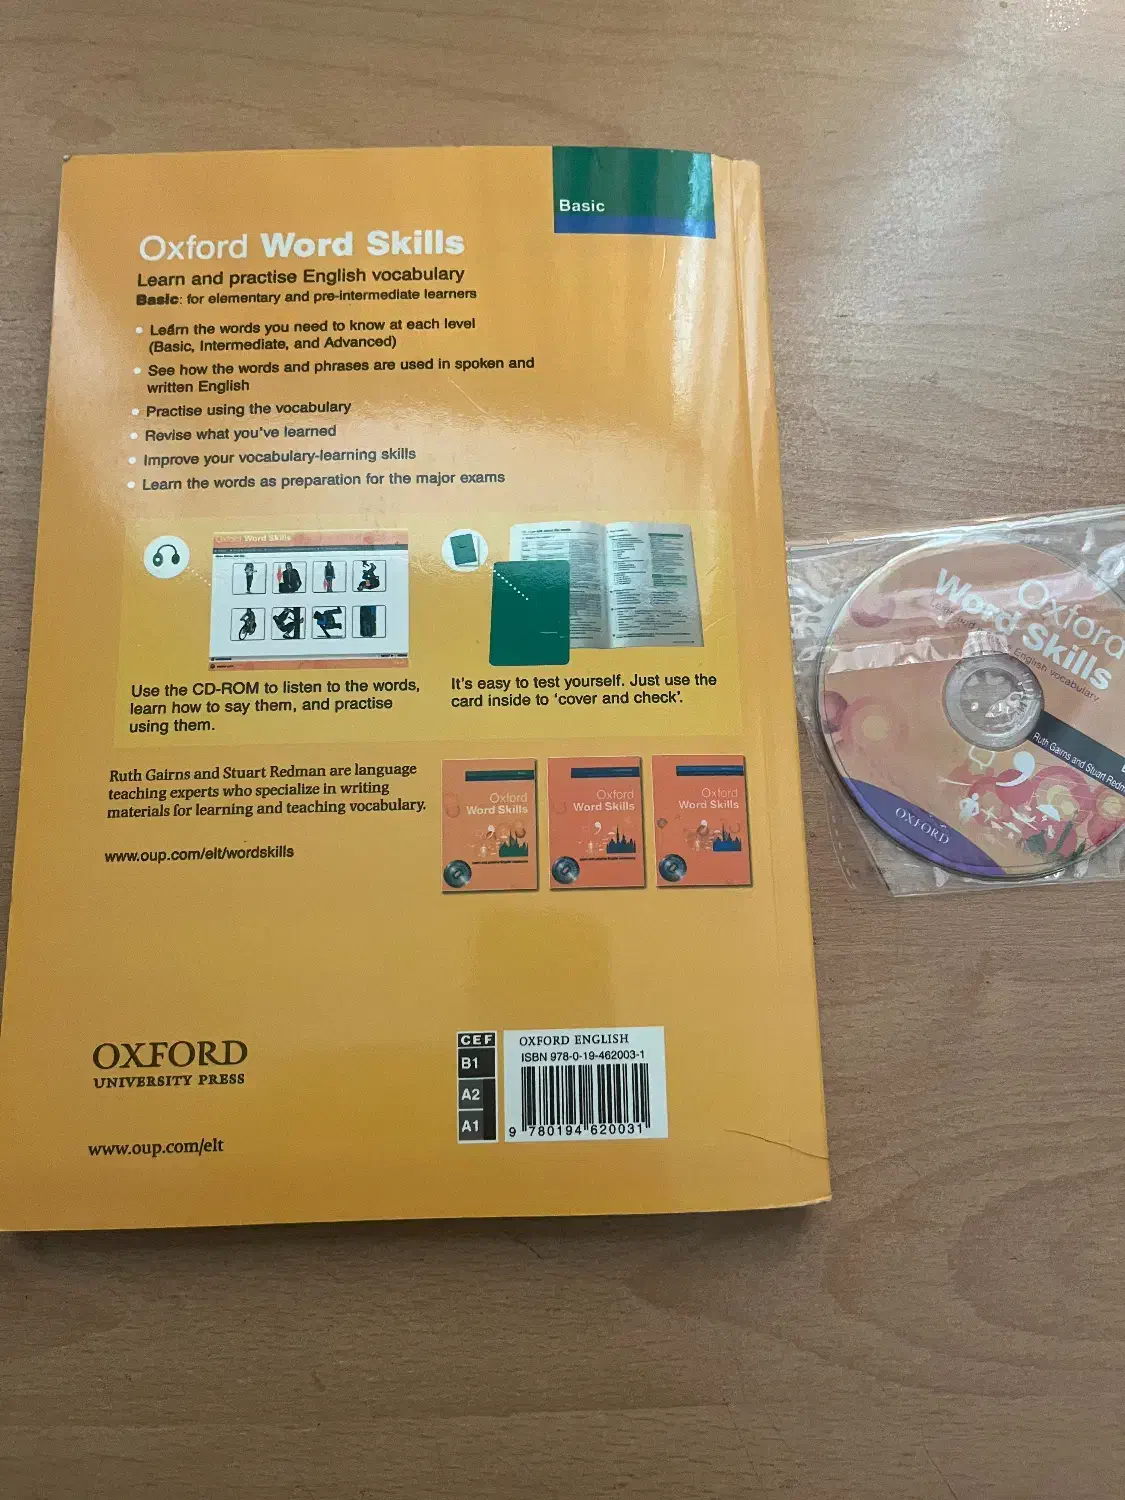 Basic
Oxford Word Skills
Learn and practise English vocabulary
Basic: for elementary and pre-intermediate learners
Learn the words you need to know at each level
(Basic, Intermediate, and Advanced)
See how the words and phrases are used in spoken and
written English
Practise using the vocabulary
Revise what you've learned
Improve your vocabulary-learning skills
Learn the words as preparation for the major exams
Oxford Word Skills
Use the CD-ROM to listen to the words,
learn how to say them, and practise
using them.
It's easy to test yourself. Just use the
card inside to 'cover and check'.
Ruth Gairns and Stuart Redman are language
teaching experts who specialize in writing
materials for learning and teaching vocabulary.
www.oup.com/elt/wordskills
Oxford
Word Skills
Oxford
Word Skills
Oxford
Word Skills
OXFORD
UNIVERSITY PRESS
www.oup.com/elt
CEF
B1
A2
A1
OXFORD ENGLISH
ISBN 978-0-19-462003-1
9 780194 620031
Oxford
Word Skills
English vocabulary
Ruth Gairns and Stuart Redm
OXFORD